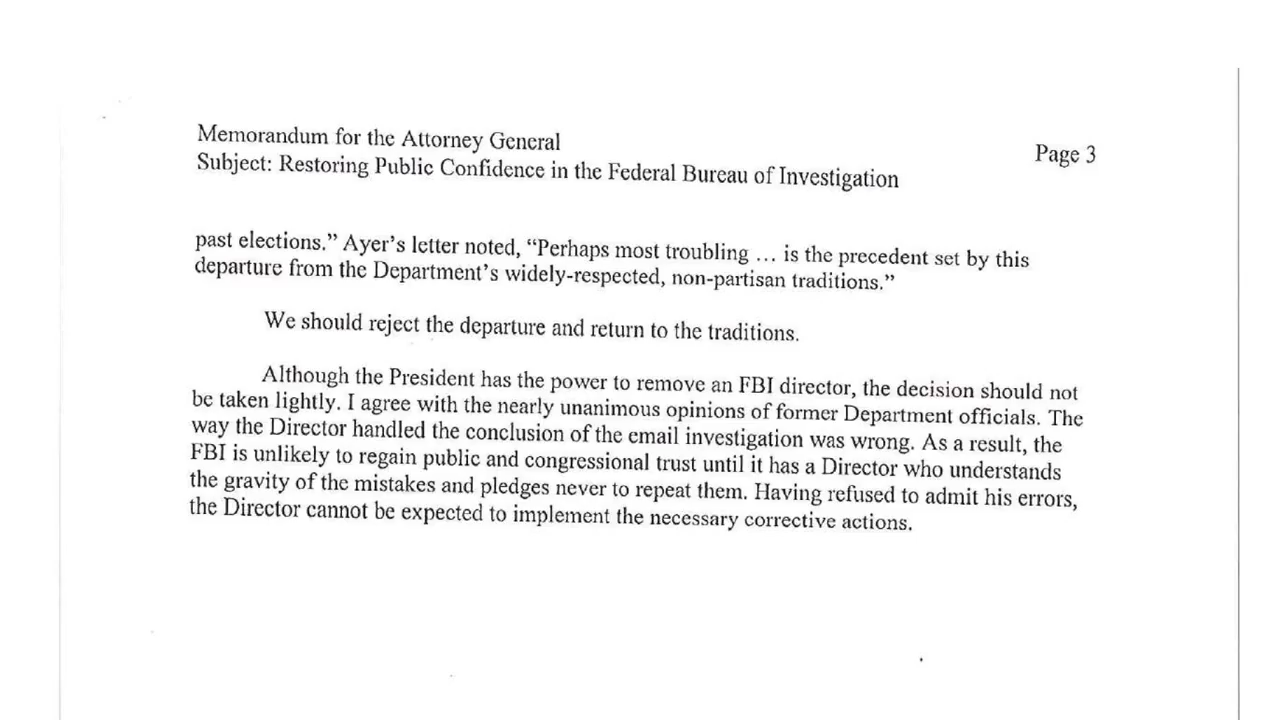 Memorandum for the Attorney General
Page 3
Subject: Restoring Public Confidence in the Federal Bureau of Investigation
past elections.” Ayer’s letter noted, “Perhaps most troubling … is the precedent set by this
departure from the Department’s widely-respected, non-partisan traditions.”
We should reject the departure and return to the traditions.
Although the President has the power to remove an FBI director, the decision should not
be taken lightly. I agree with the nearly unanimous opinions of former Department officials. The
way the Director handled the conclusion of the email investigation was wrong. As a result, the
FBI is unlikely to regain public and congressional trust until it has a Director who understands
the gravity of the mistakes and pledges never to repeat them. Having refused to admit his errors,
the Director cannot be expected to implement the necessary corrective actions.